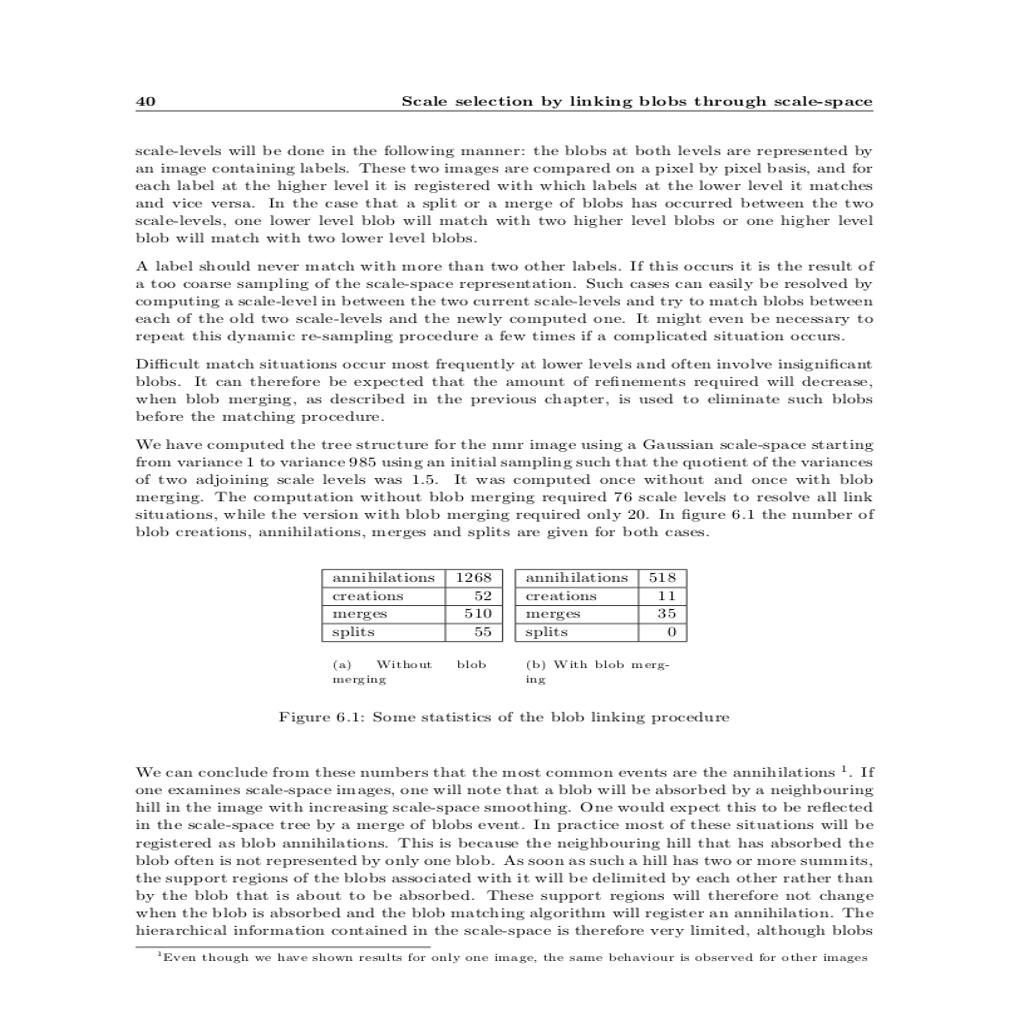 40 Scale selection by linking blobs through scale-space
scale-levels will be done in the following manner: the blobs at both levels are represented by
an image containing labels. These two images are compared on a pixel by pixel basis, and for
each label at the higher level it is registered with which labels at the lower level it matches
and vice versa. In the case that a split or a merge of blobs has occurred between the two
scale-levels, one lower level blob will match with two higher level blobs or one higher level
blob will match with two lower level blobs.
A label should never match with more than two other labels. If this occurs it is the result of
a too coarse sampling of the scale-space representation. Such cases can easily be resolved by
computing a scale-level in between the two current scale-levels and try to match blobs between
each of the old two scale-levels and the newly computed one. It might even be necessary to
repeat this dynamic re-sampling procedure a few times if a complicated situation occurs.
Difficult match situations occur most frequently at lower levels and often involve insignificant
blobs. It can therefore be expected that the amount of refinements required will decrease,
when blob merging, as described in the previous chapter, is used to eliminate such blobs
before the matching procedure.
We have computed the tree structure for the nmr image using a Gaussian scale-space starting
from variance 1 to variance 985 using an initial sampling such that the quotient of the variances
of two adjoining scale levels was 1.5. It was computed once without and once with blob
merging. The computation without blob merging required 76 scale levels to resolve all link
situations, while the version with blob merging required only 20. In figure 6.1 the number of
blob creations, annihilations, merges and splits are given for both cases.
annihilations 1268 annihilations 518
creations 52 creations 11
merges 510 merges 35
splits 55 splits 0
(a) Without blob (b) With blob merg-
merging ing
Figure 6.1: Some statistics of the blob linking procedure
We can conclude from these numbers that the most common events are the annihilations 1. If
one examines scale-space images, one will note that a blob will be absorbed by a neighbouring
hill in the image with increasing scale-space smoothing. One would expect this to be reflected
in the scale-space tree by a merge of blobs event. In practice most of these situations will be
registered as blob annihilations. This is because the neighbouring hill that has absorbed the
blob often is not represented by only one blob. As soon as such a hill has two or more summits,
the support regions of the blobs associated with it will be delimited by each other rather than
by the blob that is about to be absorbed. These support regions will therefore not change
when the blob is absorbed and the blob matching algorithm will register an annihilation. The
hierarchical information contained in the scale-space is therefore very limited, although blobs
1Even though we have shown results for only one image, the same behaviour is observed for other images